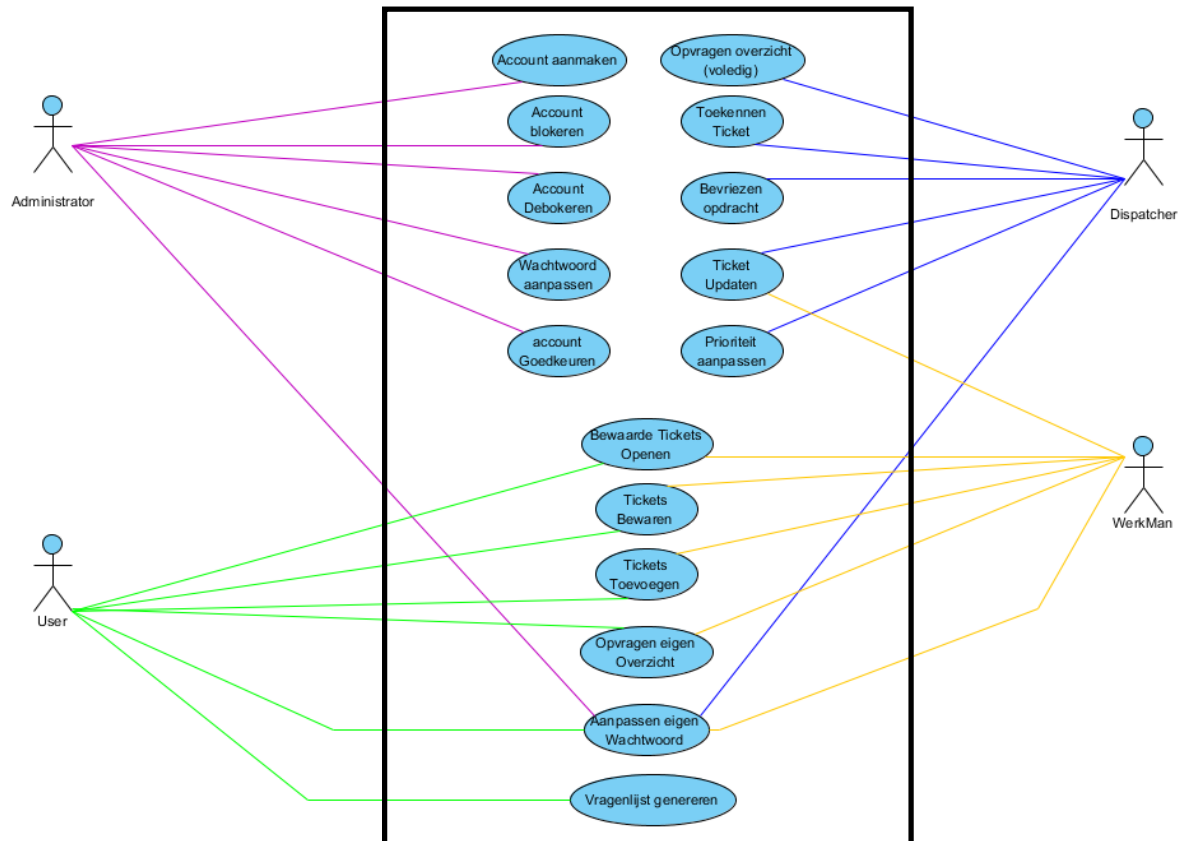 Account aanmaken
Opvragen overzicht
(voledig)
Account
blokeren
Toekennen
Ticket
Administrator
Dispatcher
Account
Debokeren
Bevriezen
opdracht
Wachtwoord
aanpassen
Ticket
Updaten
account
Goedkeuren
Prioriteit
aanpassen
Bewaarde Tickets
Openen
Tickets
Bewaren
WerkMan
Tickets
Toevoegen
User
Opvragen eigen
Overzicht
Aanpassen eigen
Wachtwoord
Vragenlijst genereren